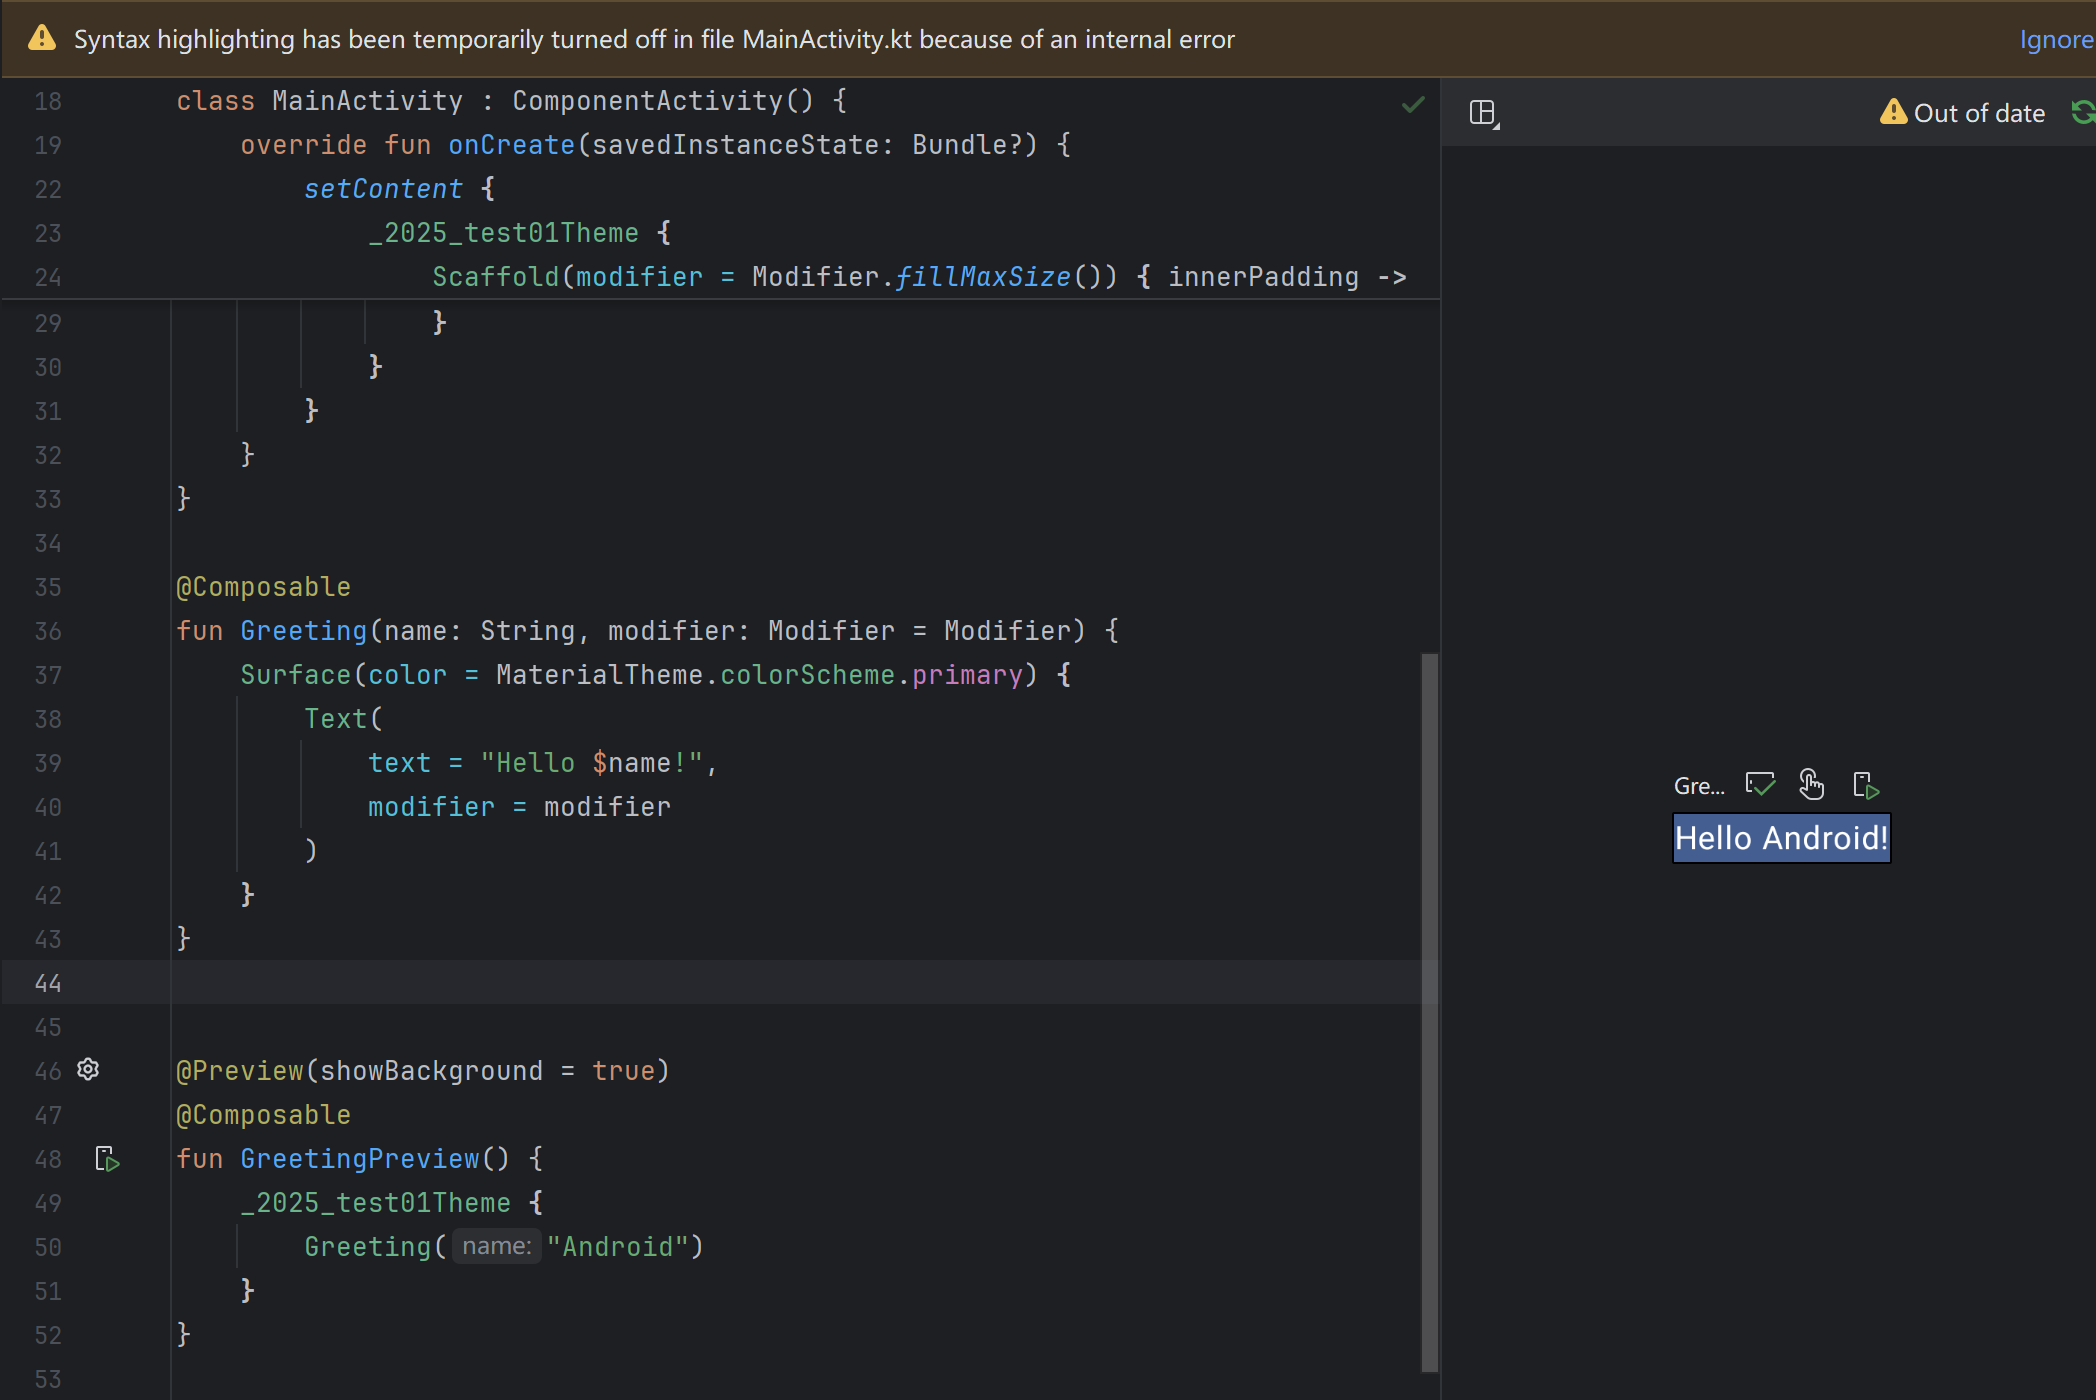 Syntax highlighting has been temporarily turned off in file MainActivity.kt because of an internal error
Ignore
18 class MainActivity : ComponentActivity() {
19 override fun onCreate(savedInstanceState: Bundle?) {
22 setContent {
23 _2025_test01Theme {
24 Scaffold(modifier = Modifier.fillMaxSize()) { innerPadding ->
29 }
30 }
31 }
32 }
33 }
34
35 @Composable
36 fun Greeting(name: String, modifier: Modifier = Modifier) {
37 Surface(color = MaterialTheme.colorScheme.primary) {
38 Text(
39 text = "Hello $name!",
40 modifier = modifier
41 )
42 }
43 }
44
45
46 @Preview(showBackground = true)
47 @Composable
48 fun GreetingPreview() {
49 _2025_test01Theme {
50 Greeting( name: "Android")
51 }
52 }
53
Out of date
Gre...
Hello Android!